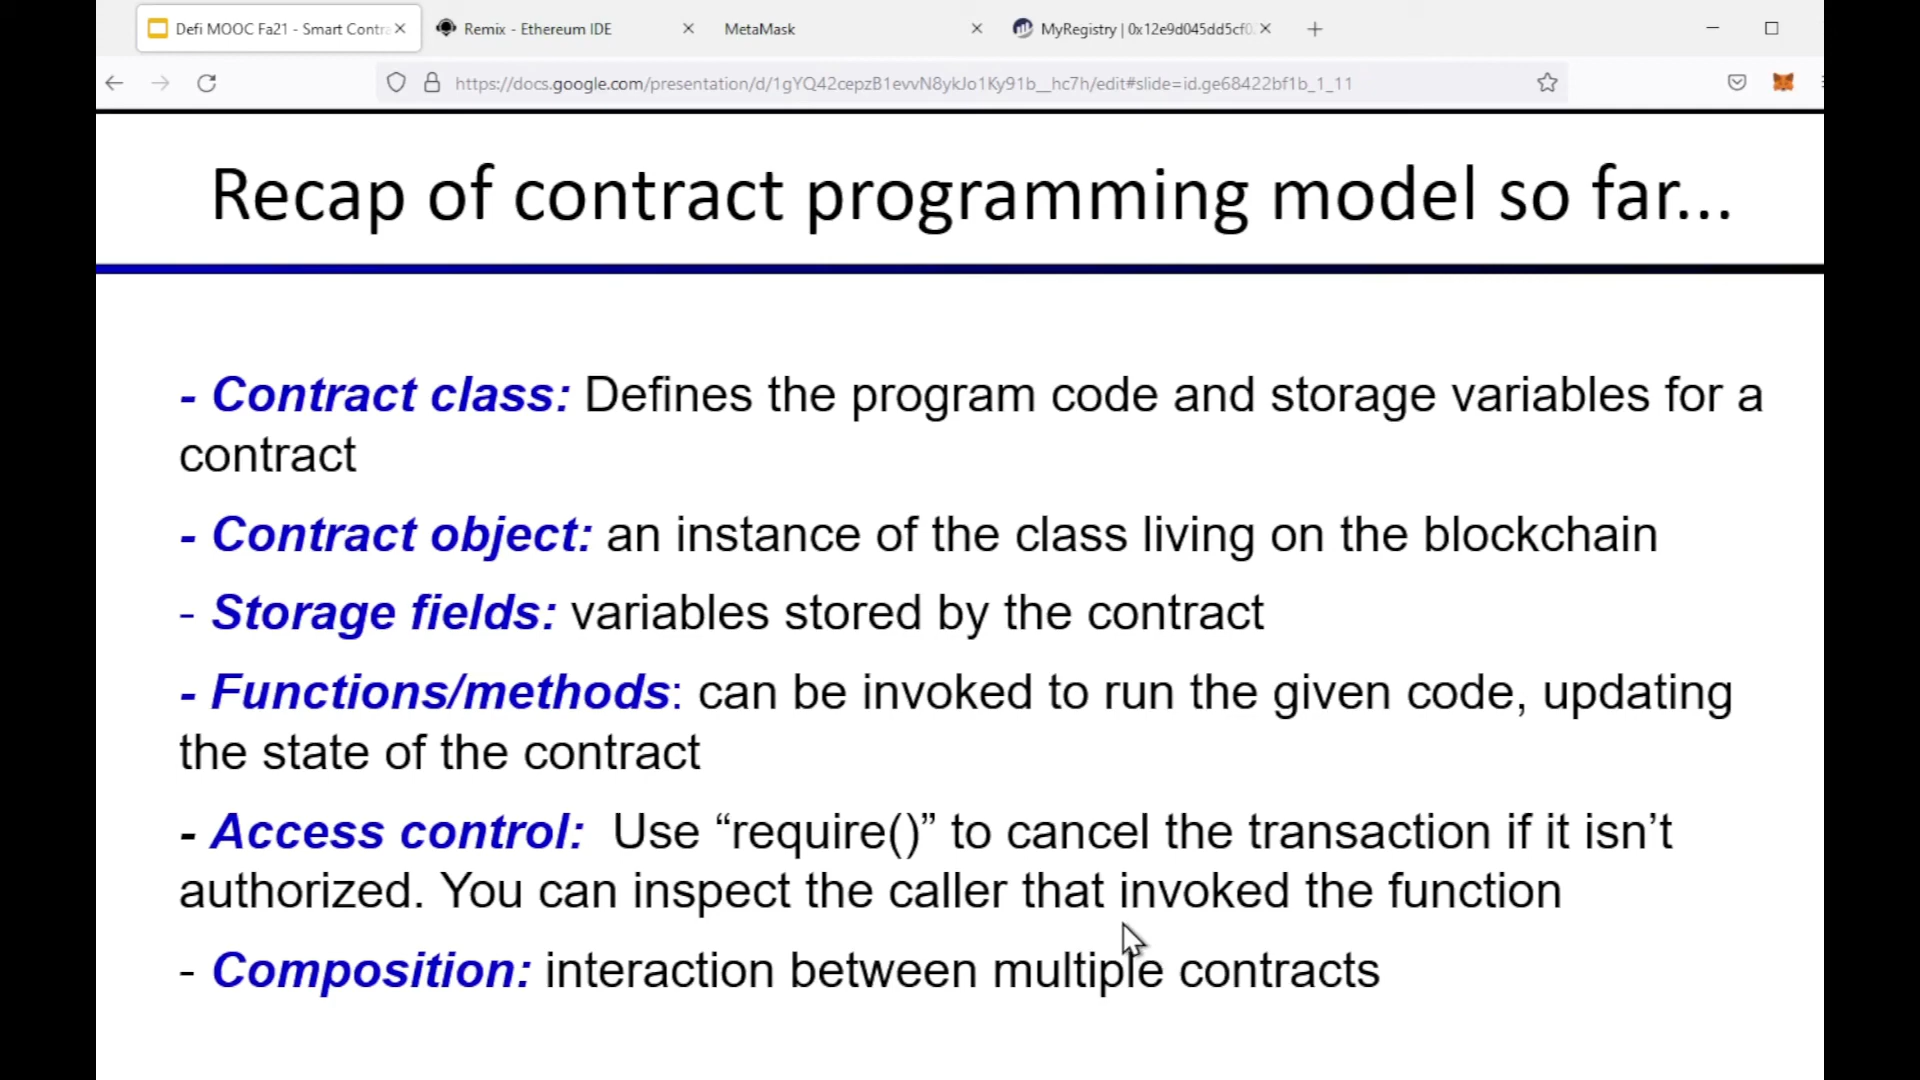 Defi MOOC Fa21 - Smart Contra
Remix - Ethereum IDE
MetaMask
MyRegistry | 0x12e9d045dd5cf0
https://docs.google.com/presentation/d/1gYQ42cepzB1evvN8ykJo1Ky91b__hc7h/edit#slide=id.ge68422bf1b_1_11
Recap of contract programming model so far...
- Contract class: Defines the program code and storage variables for a
contract
- Contract object: an instance of the class living on the blockchain
- Storage fields: variables stored by the contract
- Functions/methods: can be invoked to run the given code, updating
the state of the contract
- Access control:  Use “require()” to cancel the transaction if it isn’t
authorized. You can inspect the caller that invoked the function
- Composition: interaction between multiple contracts